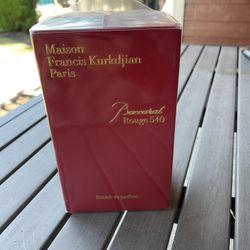 Maison
Francis Kurkdjian
Paris
Baccarat
Rouge 540
Extrait de parfum